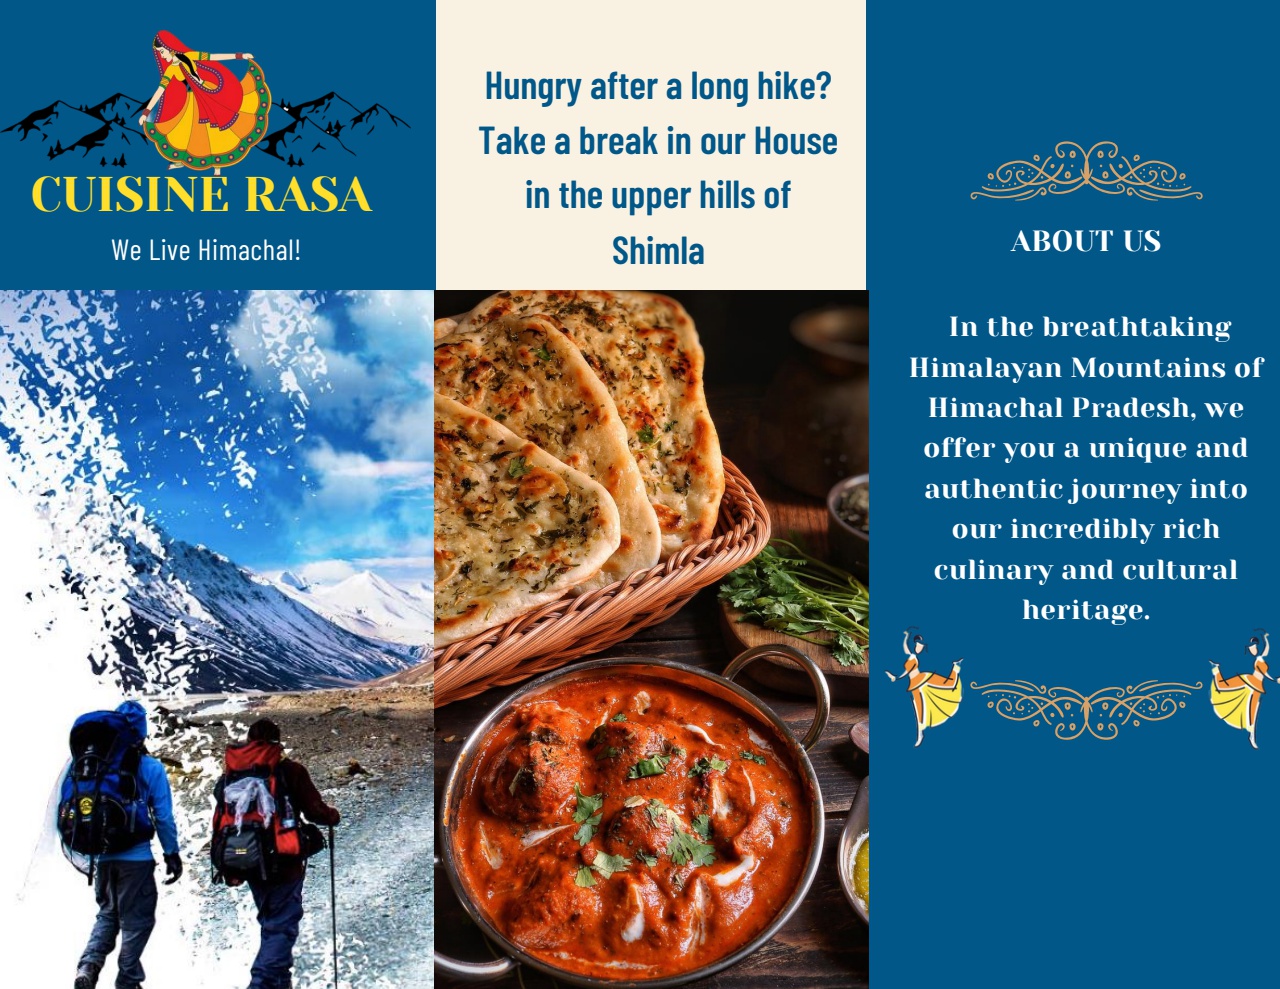 CUISINE RASA
We Live Himachal!
Hungry after a long hike?
Take a break in our House
in the upper hills of
Shimla
ABOUT US
In the breathtaking
Himalayan Mountains of
Himachal Pradesh, we
offer you a unique and
authentic journey into
our incredibly rich
culinary and cultural
heritage.